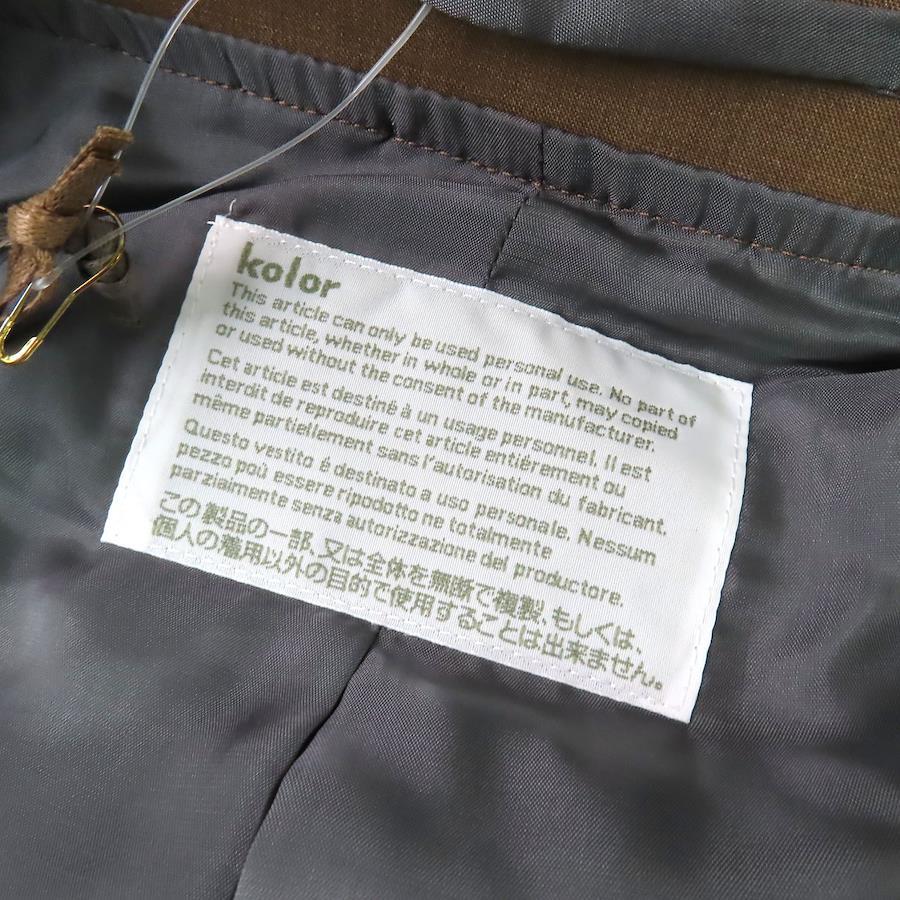 kolor
This article can only be used personal use. No part of
this article, whether in whole or in part, may copied
or used without the consent of the manufacturer.
Cet article est destiné à un usage personnel. Il est
Interdit de reproduire cet article entiérement ou
même partiellement sans l'autorisation du fabricant.
Questo vestito é destinato a uso personale. Nessum
pezzo poú essere ripodotto ne totalmente
parziaimente senza autorizzazione del productore.
この製品の一部、又は全体を無断で複製、もしくは、
個人の着用以外の目的で使用することは出来ません。